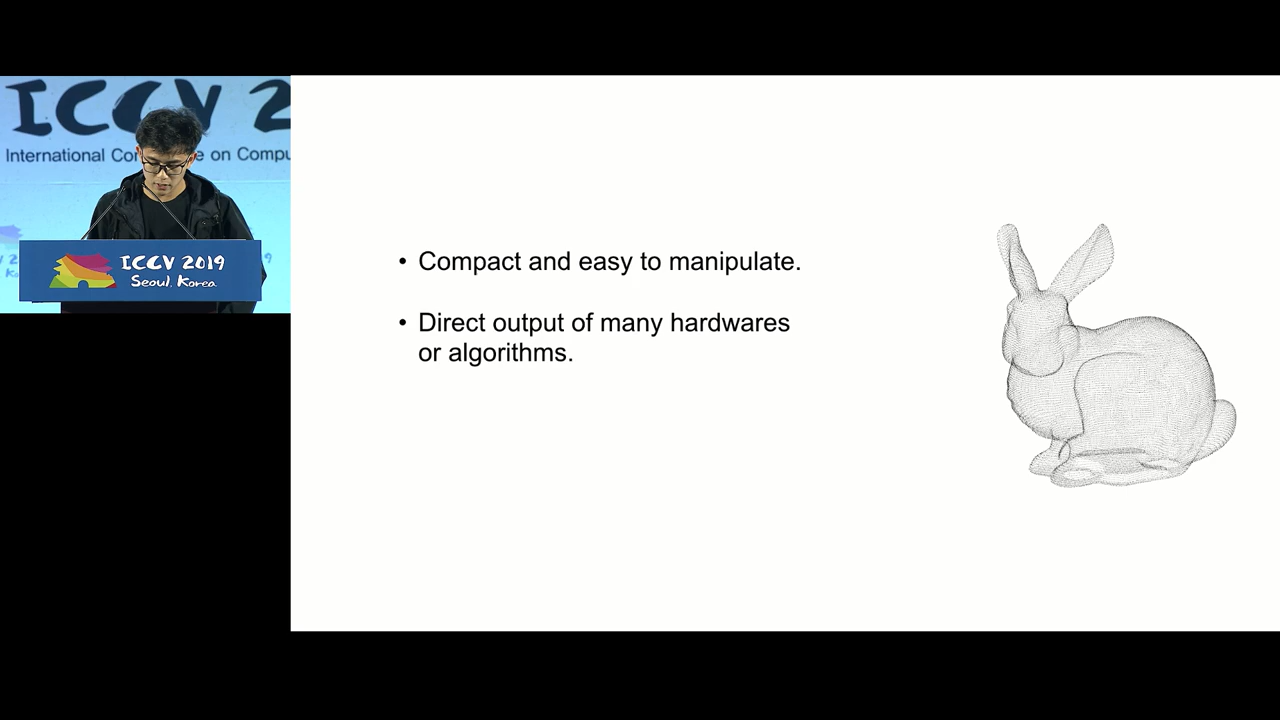 ICCV 2
International Co e on Compu
ICCV 2019
Seoul, Korea
• Compact and easy to manipulate.
• Direct output of many hardwares
or algorithms.